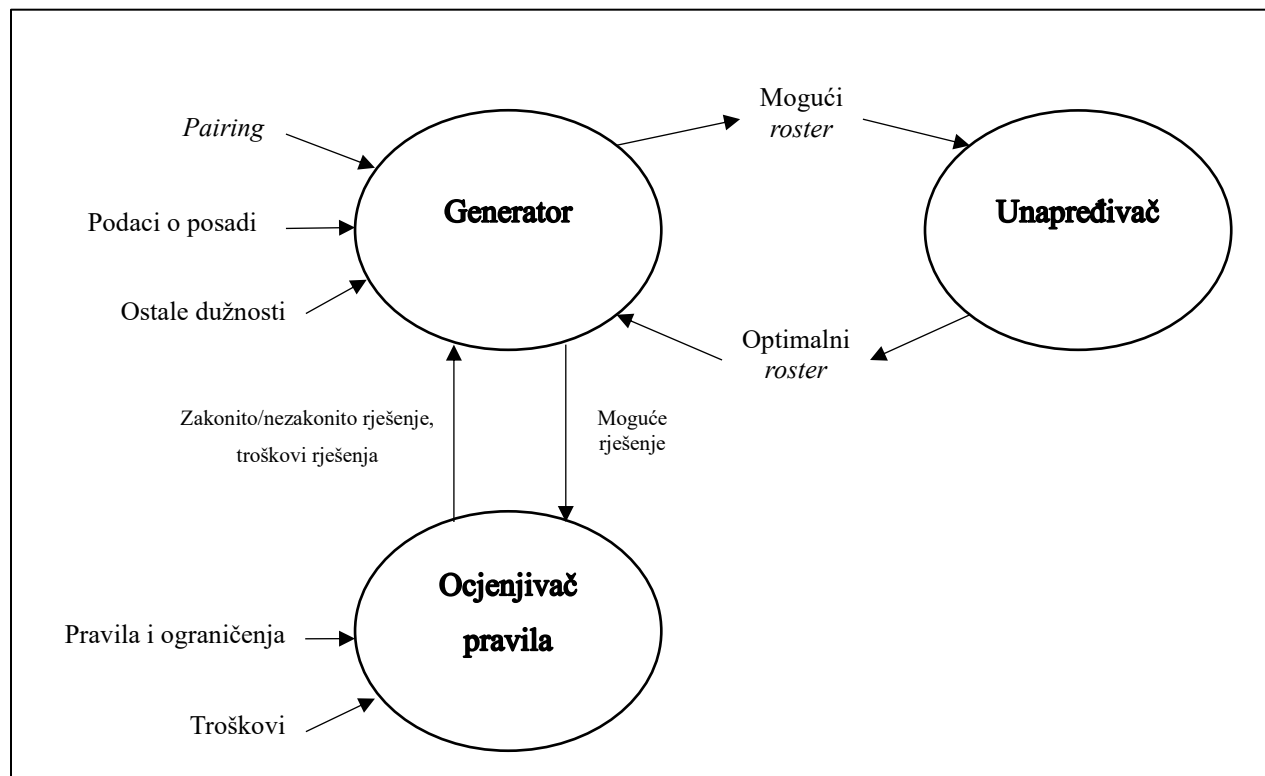 Mogući
roster
Pairing
Generator
Unapređivač
Podaci o posadi
Ostale dužnosti
Optimalni
roster
Zakonito/nezakonito rješenje,
troškovi rješenja
Moguće
rješenje
Ocjenjivač
pravila
Pravila i ograničenja
Troškovi